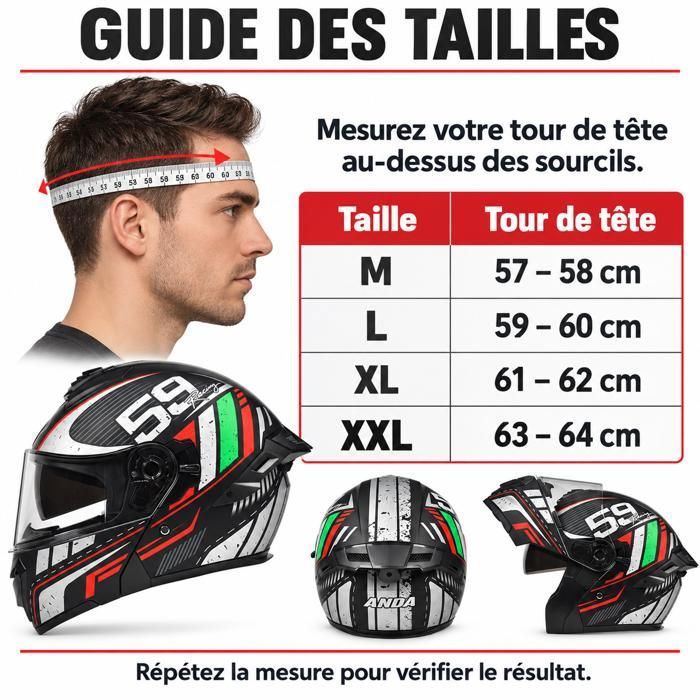 GUIDE DES TAILLES
Mesurez votre tour de tête
au-dessus des sourcils.
Taille Tour de tête
M 57 – 58 cm
L 59 – 60 cm
XL 61 – 62 cm
XXL 63 – 64 cm
59 Racing
ANDA
59
Répétez la mesure pour vérifier le résultat.